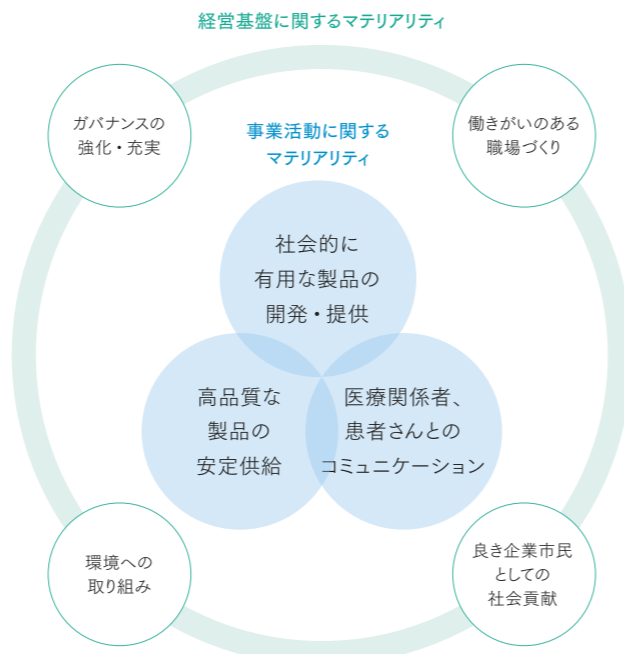 経営基盤に関するマテリアリティ
ガバナンスの
強化・充実
働きがいのある
職場づくり
事業活動に関する
マテリアリティ
社会的に
有用な製品の
開発・提供
高品質な
製品の
安定供給
医療関係者、
患者さんとの
コミュニケーション
環境への
取り組み
良き企業市民
としての
社会貢献